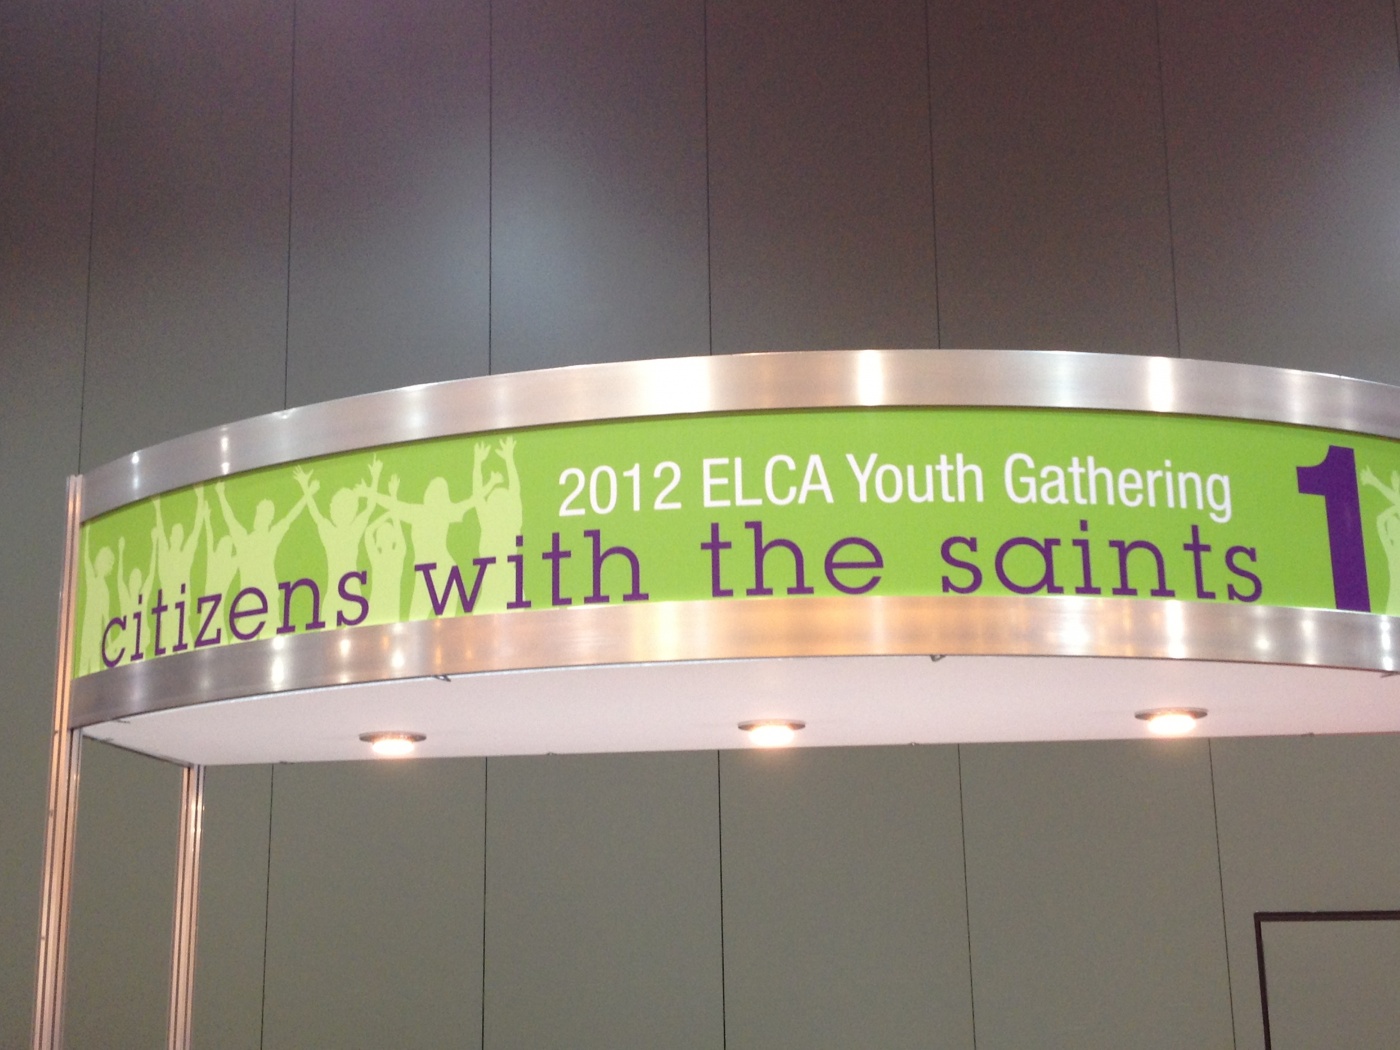 2012 ELCA Youth Gathering
citizens with the saints
1